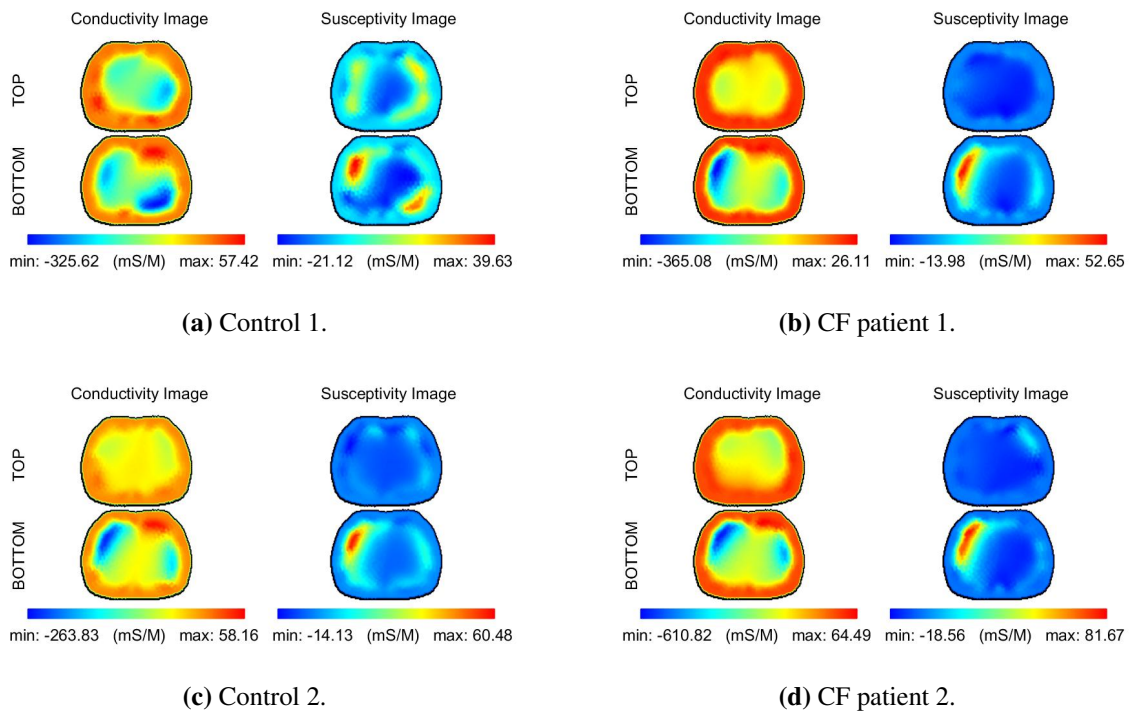 Conductivity Image
Susceptivity Image
TOP
BOTTOM
min: -325.62 (mS/M) max: 57.42
min: -21.12 (mS/M) max: 39.63
(a) Control 1.
Conductivity Image
Susceptivity Image
TOP
BOTTOM
min: -365.08 (mS/M) max: 26.11
min: -13.98 (mS/M) max: 52.65
(b) CF patient 1.
Conductivity Image
Susceptivity Image
TOP
BOTTOM
min: -263.83 (mS/M) max: 58.16
min: -14.13 (mS/M) max: 60.48
(c) Control 2.
Conductivity Image
Susceptivity Image
TOP
BOTTOM
min: -610.82 (mS/M) max: 64.49
min: -18.56 (mS/M) max: 81.67
(d) CF patient 2.